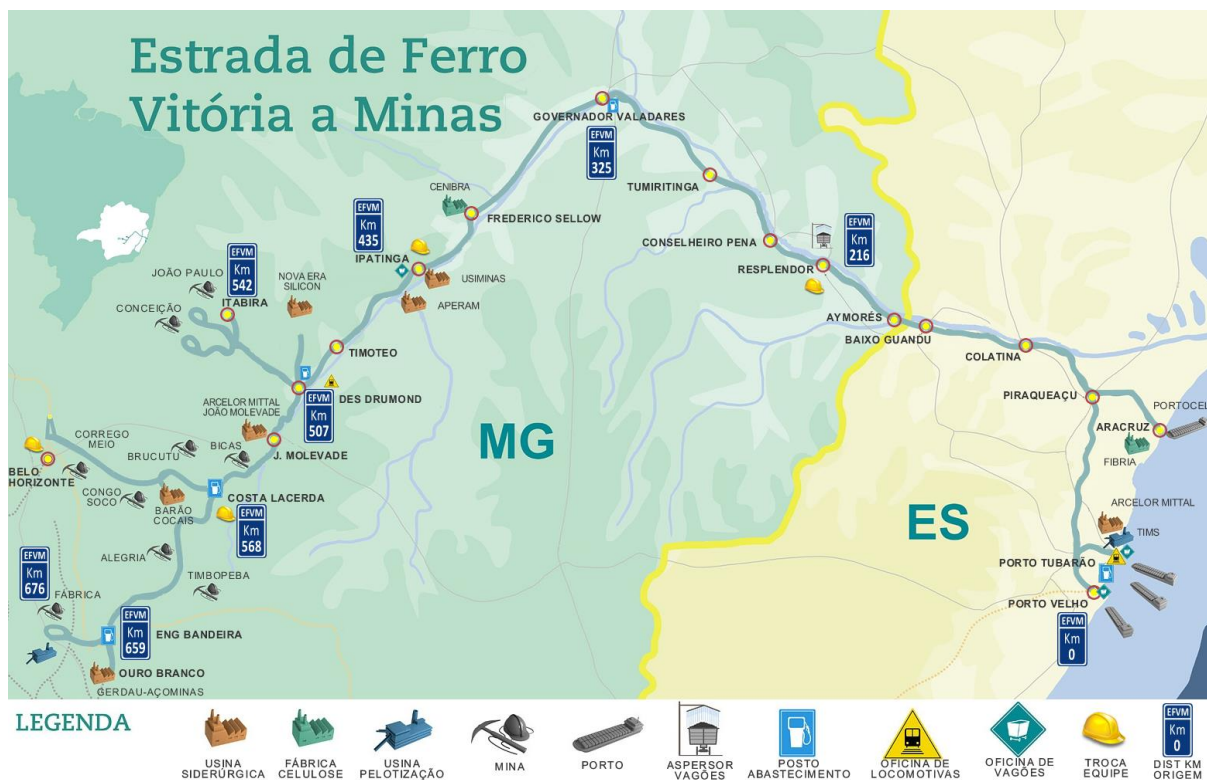 Estrada de Ferro
Vitória a Minas
GOVERNADOR VALADARES
EFVM
Km
325
TUMIRITINGA
CENIBRA
FREDERICO SELLOW
EFVM
Km
435
IPATINGA
USIMINAS
APERAM
CONSELHEIRO PENA
RESPLENDOR
EFVM
Km
216
JOÃO PAULO
EFVM
Km
542
ITABIRA
NOVA ERA
SILICON
CONCEIÇÃO
TIMOTEO
AYMORÉS
BAIXO GUANDU
COLATINA
DES DRUMOND
EFVM
Km
507
ARCELOR MITTAL
JOÃO MOLEVADE
J. MOLEVADE
PIRAQUEAÇU
PORTOCEL
ARACRUZ
FIBRIA
MG
ES
CORREGO
MEIO
BRUCUTU
BICAS
BELO
HORIZONTE
CONGO
SOCO
BARÃO
COCAIS
COSTA LACERDA
EFVM
Km
568
ARCELOR MITTAL
TIMS
PORTO TUBARÃO
PORTO VELHO
EFVM
Km
0
ALEGRIA
TIMBOPEBA
EFVM
Km
676
FÁBRICA
EFVM
Km
659
ENG BANDEIRA
OURO BRANCO
GERDAU-AÇOMINAS
LEGENDA
USINA
SIDERÚRGICA
FÁBRICA
CELULOSE
USINA
PELOTIZAÇÃO
MINA
PORTO
ASPERSOR
VAGÕES
POSTO
ABASTECIMENTO
OFICINA DE
LOCOMOTIVAS
OFICINA DE
VAGÕES
TROCA
EQUIPE
EFVM
Km
0
DIST KM
ORIGEM